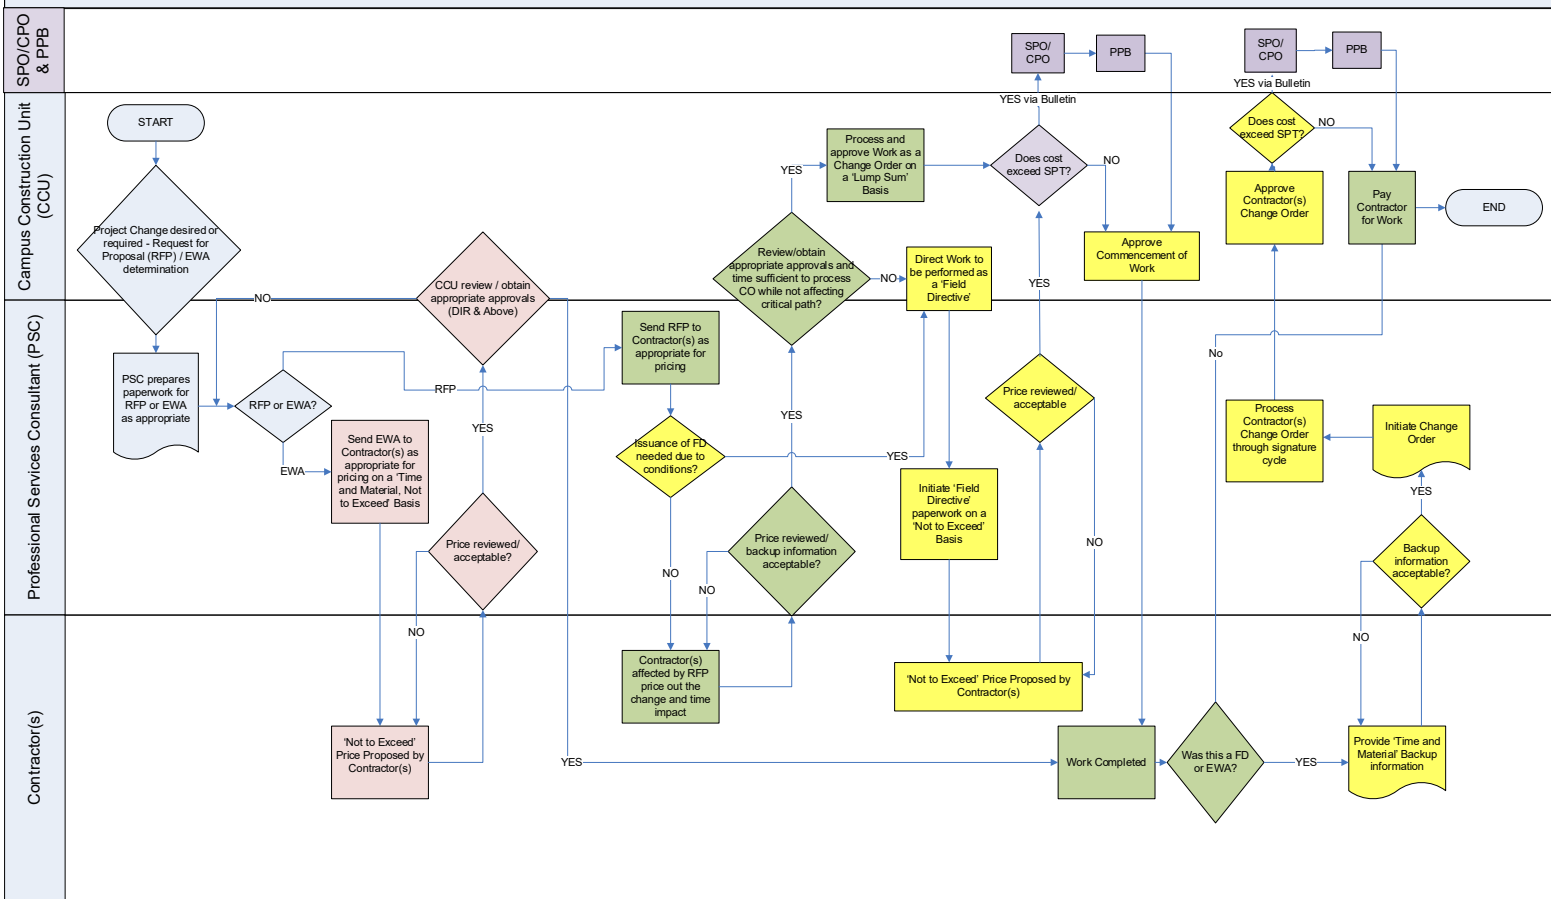 SPO/CPO
& PPB
SPO/
CPO
PPB
SPO/
CPO
PPB
YES via Bulletin
YES via Bulletin
Campus Construction Unit
(CCU)
START
Project Change desired or
required - Request for
Proposal (RFP) / EWA
determination
CCU review / obtain
appropriate approvals
(DIR & Above)
NO
Review/obtain
appropriate approvals and
time sufficient to process
CO while not affecting
critical path?
YES
NO
Process and
approve Work as a
Change Order on
a ‘Lump Sum’
Basis
Direct Work to
be performed as
a ‘Field
Directive’
Does cost
exceed SPT?
NO
YES
Approve
Commencement of
Work
Does cost
exceed SPT?
NO
Approve
Contractor(s)
Change Order
Pay
Contractor
for Work
END
Professional Services Consultant (PSC)
PSC prepares
paperwork for
RFP or EWA
as appropriate
RFP or EWA?
RFP
EWA
Send EWA to
Contractor(s) as
appropriate for
pricing on a ‘Time
and Material, Not
to Exceed’ Basis
YES
Price reviewed/
acceptable?
NO
Send RFP to
Contractor(s) as
appropriate for
pricing
Issuance of FD
needed due to
conditions?
YES
NO
YES
Price reviewed/
backup information
acceptable?
NO
Initiate ‘Field
Directive’
paperwork on a
‘Not to Exceed’
Basis
Price reviewed/
acceptable
NO
No
Process
Contractor(s)
Change Order
through signature
cycle
Initiate Change
Order
YES
Backup
information
acceptable?
NO
Contractor(s)
‘Not to Exceed’
Price Proposed by
Contractor(s)
YES
Contractor(s)
affected by RFP
price out the
change and time
impact
‘Not to Exceed’ Price Proposed by
Contractor(s)
Work Completed
Was this a FD
or EWA?
YES
Provide ‘Time and
Material’ Backup
information